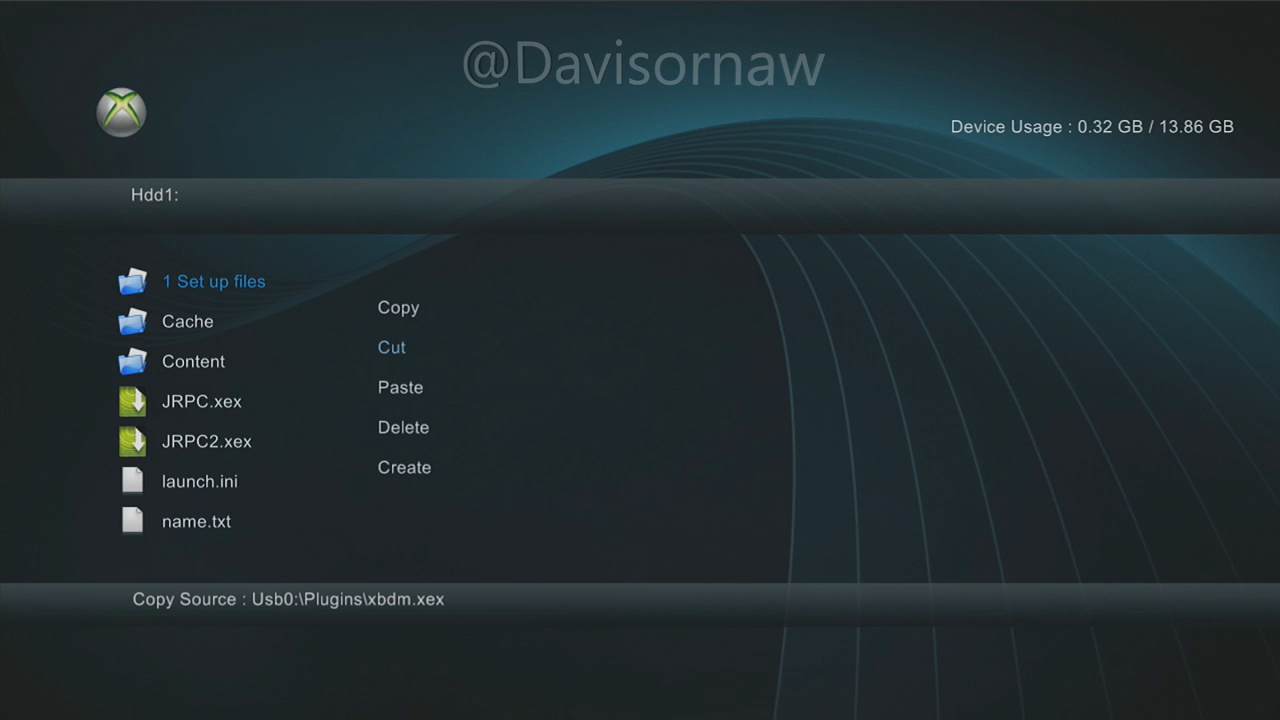 @Davisornaw
Device Usage : 0.32 GB / 13.86 GB
Hdd1:
1 Set up files
Cache
Content
JRPC.xex
JRPC2.xex
launch.ini
name.txt
Copy
Cut
Paste
Delete
Create
Copy Source : Usb0:\Plugins\xbdm.xex